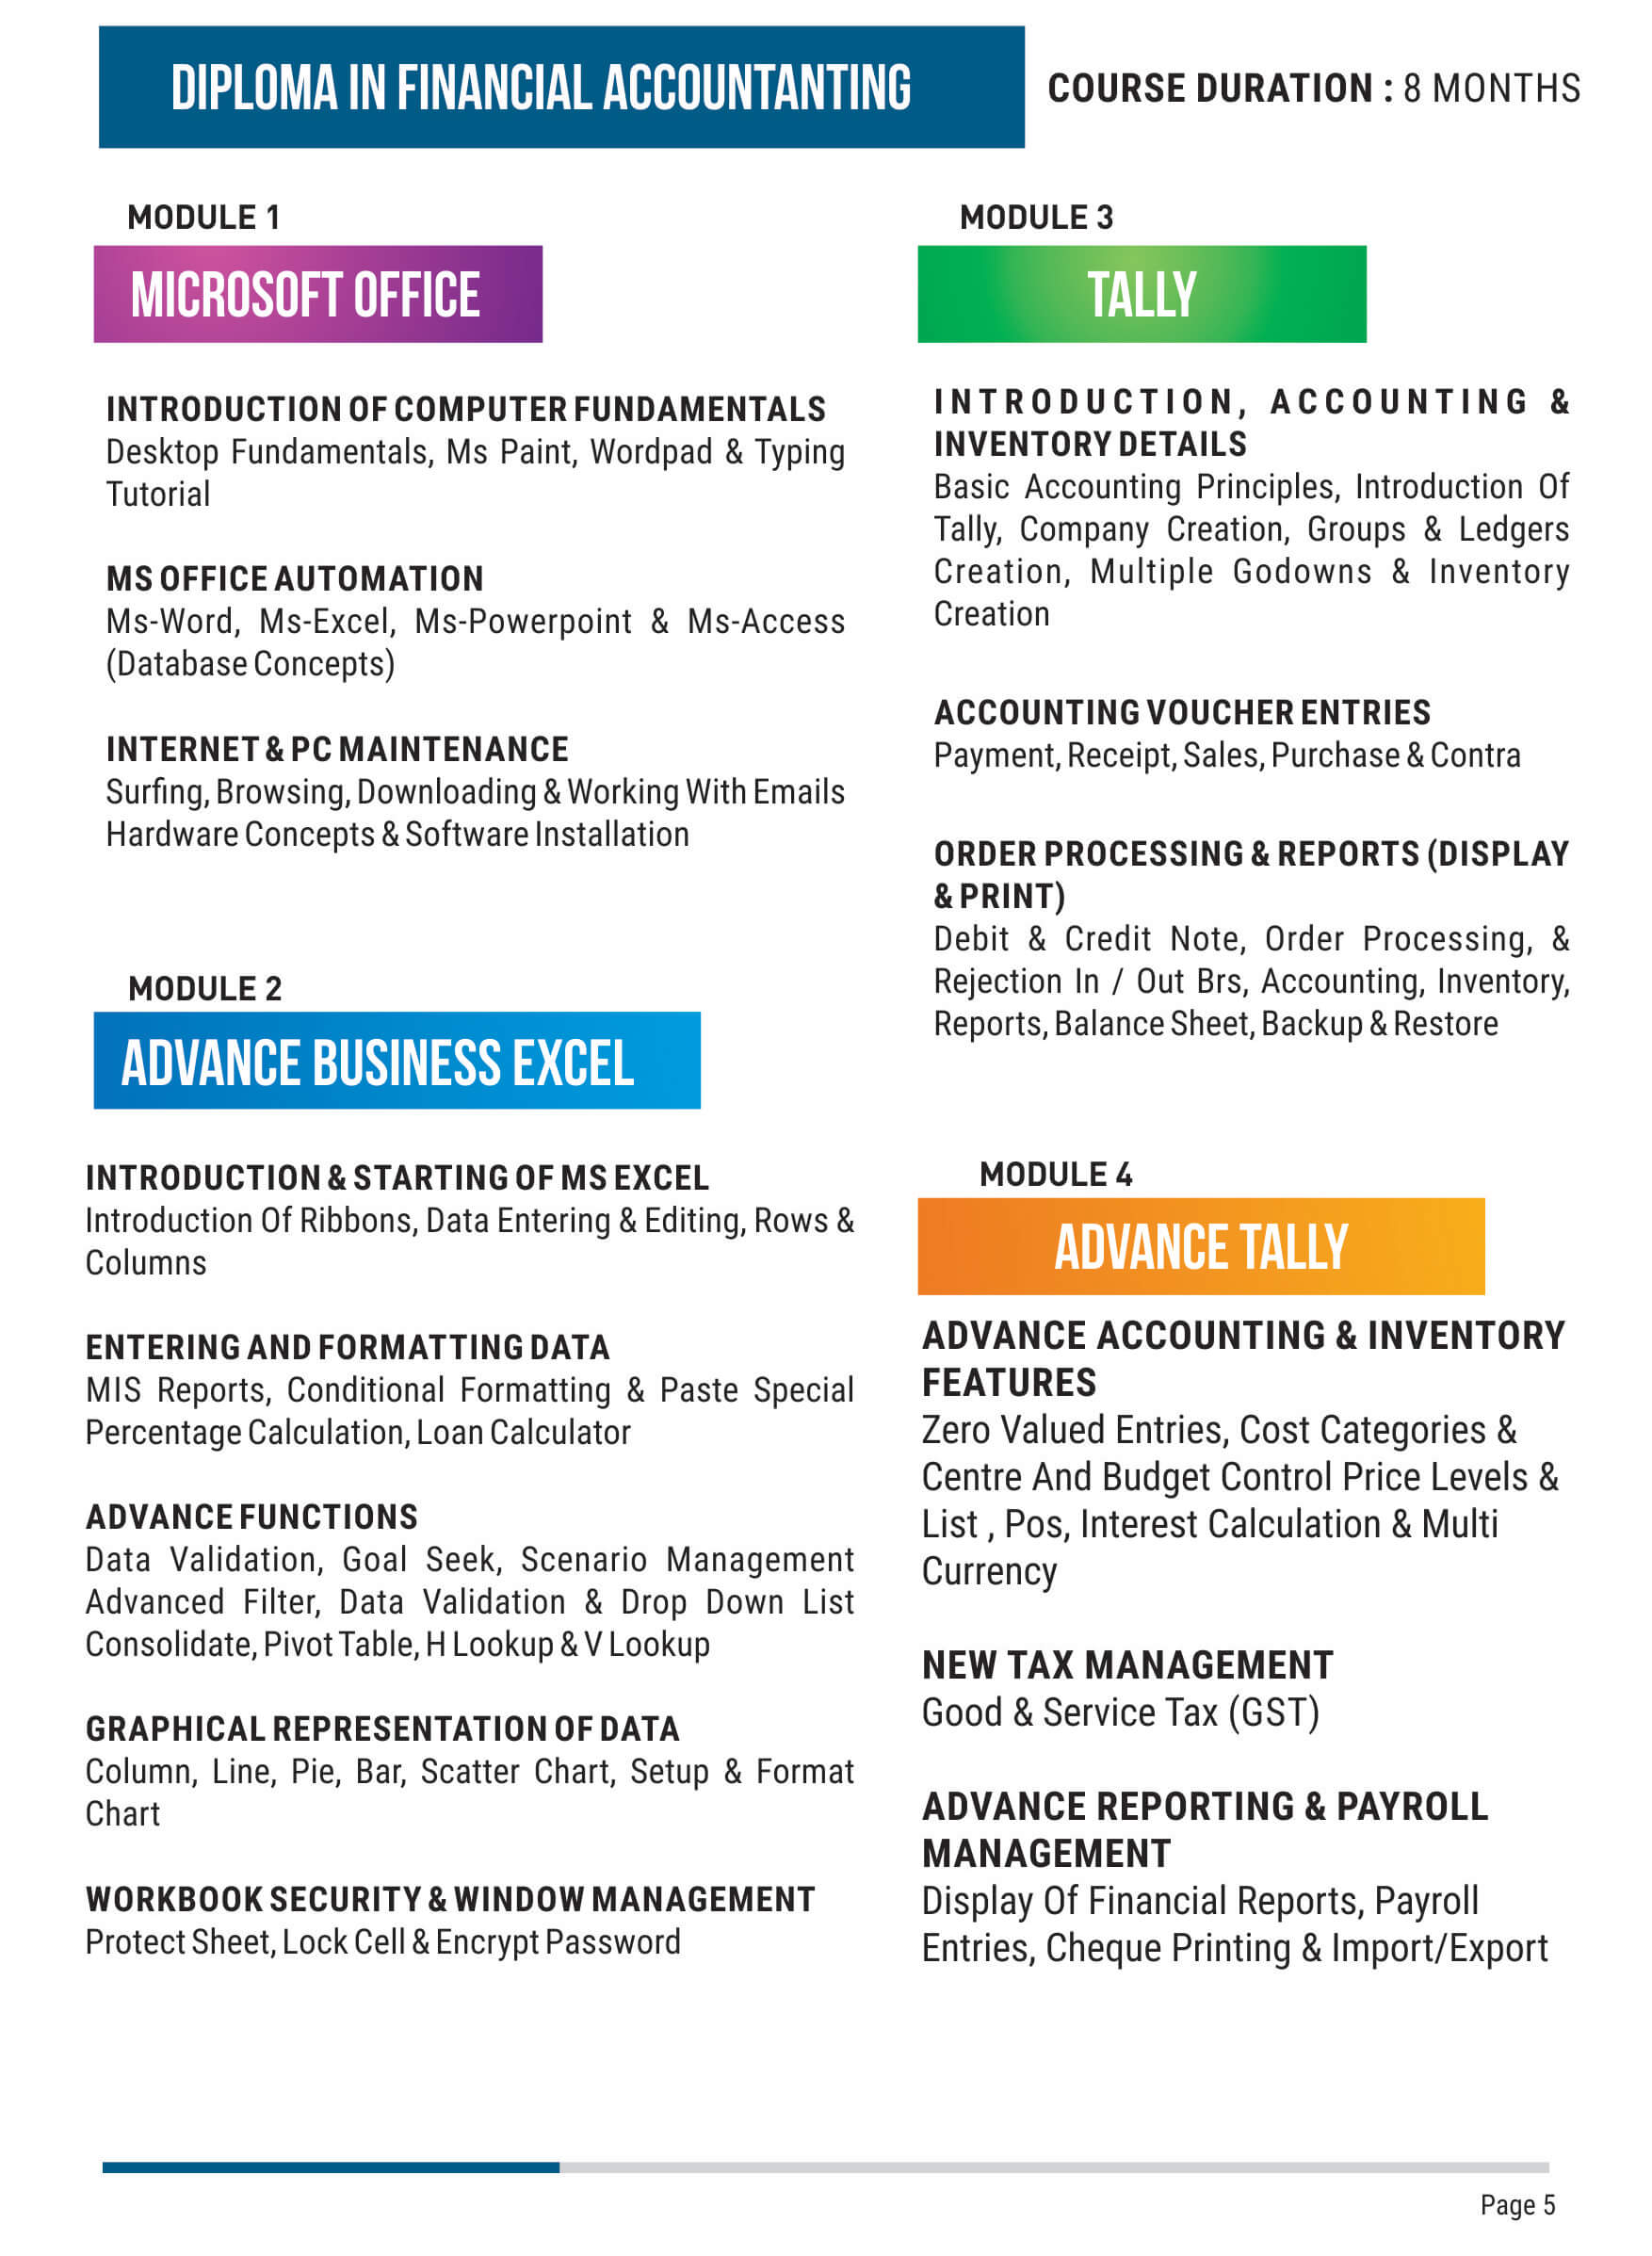 DIPLOMA IN FINANCIAL ACCOUNTANTING
COURSE DURATION : 8 MONTHS
MODULE 1
MICROSOFT OFFICE
INTRODUCTION OF COMPUTER FUNDAMENTALS
Desktop Fundamentals, Ms Paint, Wordpad & Typing
Tutorial
MS OFFICE AUTOMATION
Ms-Word, Ms-Excel, Ms-Powerpoint & Ms-Access
(Database Concepts)
INTERNET & PC MAINTENANCE
Surfing, Browsing, Downloading & Working With Emails
Hardware Concepts & Software Installation
MODULE 2
ADVANCE BUSINESS EXCEL
INTRODUCTION & STARTING OF MS EXCEL
Introduction Of Ribbons, Data Entering & Editing, Rows &
Columns
ENTERING AND FORMATTING DATA
MIS Reports, Conditional Formatting & Paste Special
Percentage Calculation, Loan Calculator
ADVANCE FUNCTIONS
Data Validation, Goal Seek, Scenario Management
Advanced Filter, Data Validation & Drop Down List
Consolidate, Pivot Table, H Lookup & V Lookup
GRAPHICAL REPRESENTATION OF DATA
Column, Line, Pie, Bar, Scatter Chart, Setup & Format
Chart
WORKBOOK SECURITY & WINDOW MANAGEMENT
Protect Sheet, Lock Cell & Encrypt Password
MODULE 3
TALLY
INTRODUCTION, ACCOUNTING &
INVENTORY DETAILS
Basic Accounting Principles, Introduction Of
Tally, Company Creation, Groups & Ledgers
Creation, Multiple Godowns & Inventory
Creation
ACCOUNTING VOUCHER ENTRIES
Payment, Receipt, Sales, Purchase & Contra
ORDER PROCESSING & REPORTS (DISPLAY
& PRINT)
Debit & Credit Note, Order Processing, &
Rejection In / Out Brs, Accounting, Inventory,
Reports, Balance Sheet, Backup & Restore
MODULE 4
ADVANCE TALLY
ADVANCE ACCOUNTING & INVENTORY
FEATURES
Zero Valued Entries, Cost Categories &
Centre And Budget Control Price Levels &
List , Pos, Interest Calculation & Multi
Currency
NEW TAX MANAGEMENT
Good & Service Tax (GST)
ADVANCE REPORTING & PAYROLL
MANAGEMENT
Display Of Financial Reports, Payroll
Entries, Cheque Printing & Import/Export
Page 5